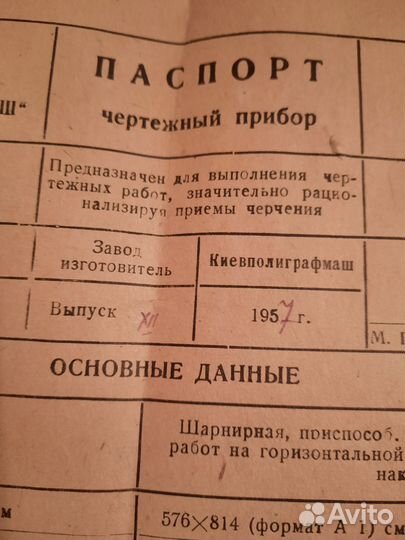 Ш"
ПАСПОРТ
чертежный прибор
Предназначен для выполнения чер-
тежных работ, значительно рацио-
нализируя приемы черчения
Завод
изготовитель
Киевполиграфмаш
Выпуск XII
1957 г.
М.
ОСНОВНЫЕ ДАННЫЕ
Шарнирная, приспособ.
работ на горизонтальной
нак
м
576×814 (формат А 1) см
Avito